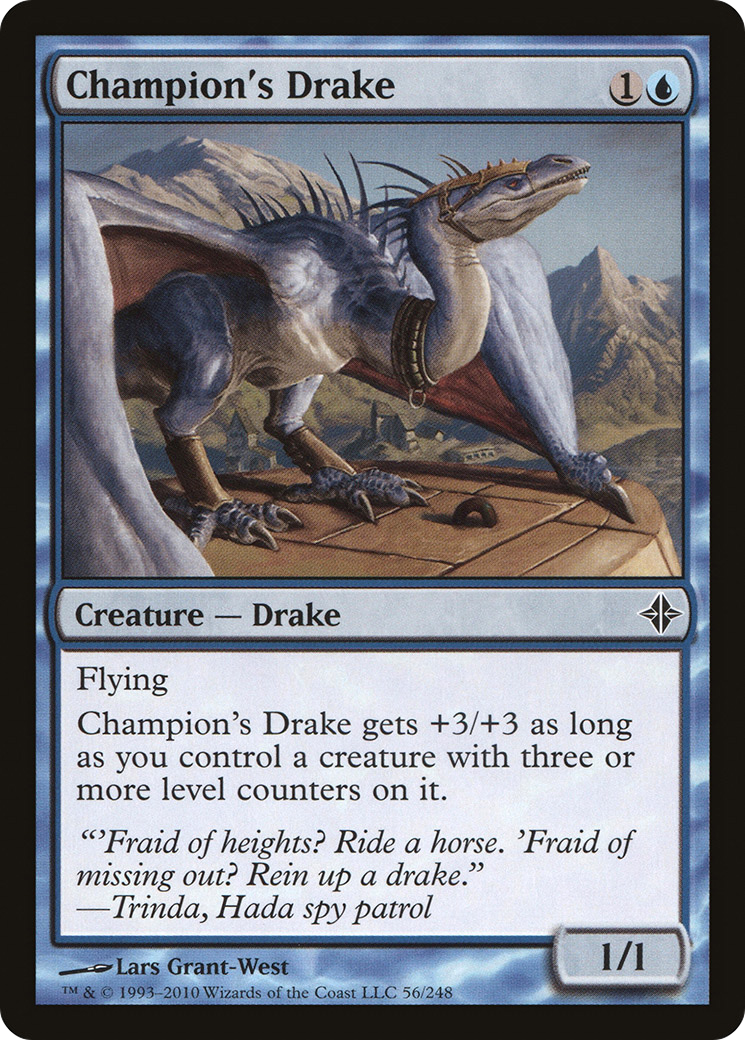 Champion's Drake
1
Creature — Drake
Flying
Champion's Drake gets +3/+3 as long
as you control a creature with three or
more level counters on it.
“’Fraid of heights? Ride a horse. ’Fraid of
missing out? Rein up a drake.”
—Trinda, Hada spy patrol
1/1
Lars Grant-West
™ & © 1993–2010 Wizards of the Coast LLC 56/248